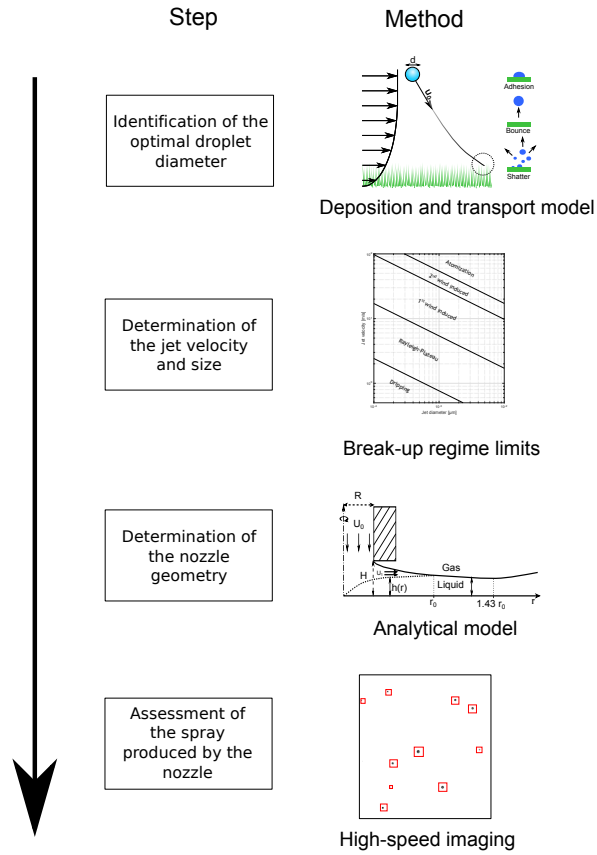 Step
Method
Identification of the
optimal droplet
diameter
d
u₀
Adhesion
Bounce
Shatter
Deposition and transport model
Determination of
the jet velocity
and size
Atomization
2nd wind induced
1st wind induced
Rayleigh-Plateau
Dripping
Jet velocity [m/s]
Jet diameter [µm]
Break-up regime limits
Determination of
the nozzle
geometry
R
U₀
H
Gas
Liquid
h(r)
r₀
1.43 r₀
r
Analytical model
Assessment of
the spray
produced by the
nozzle
High-speed imaging